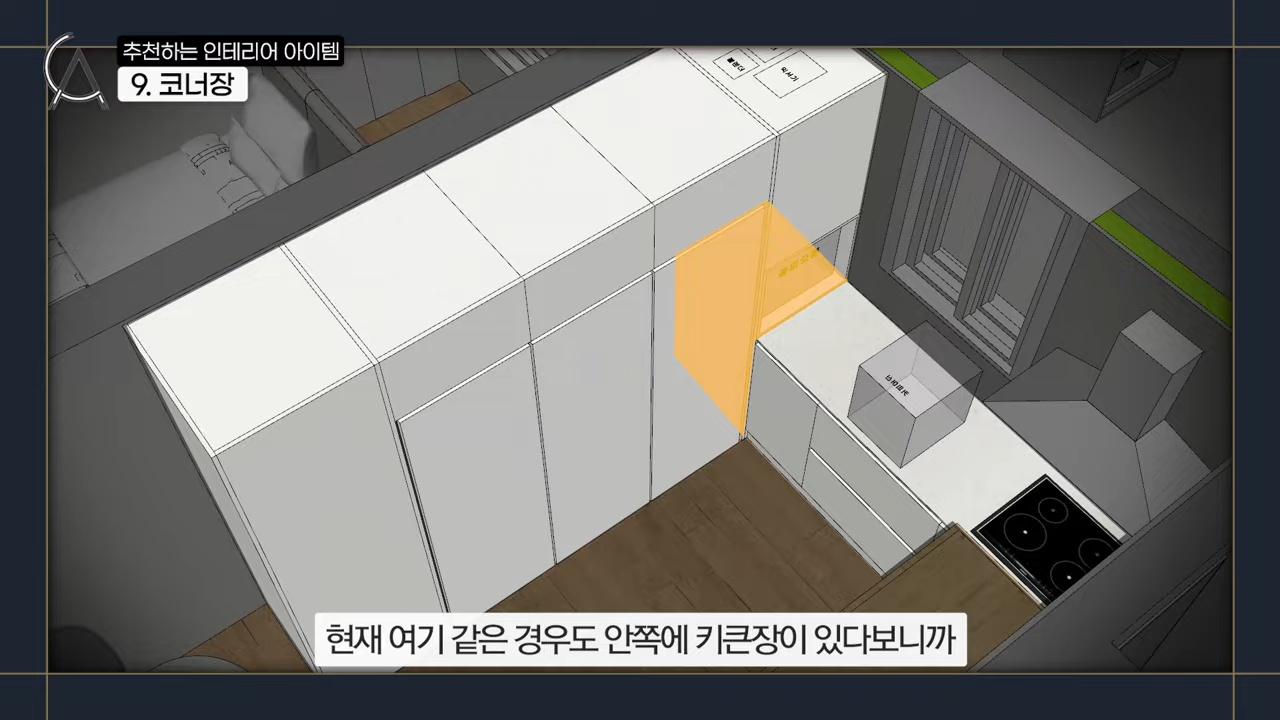 추천하는 인테리어 아이템
9. 코너장
현재 여기 같은 경우도 안쪽에 키큰장이 있다보니까